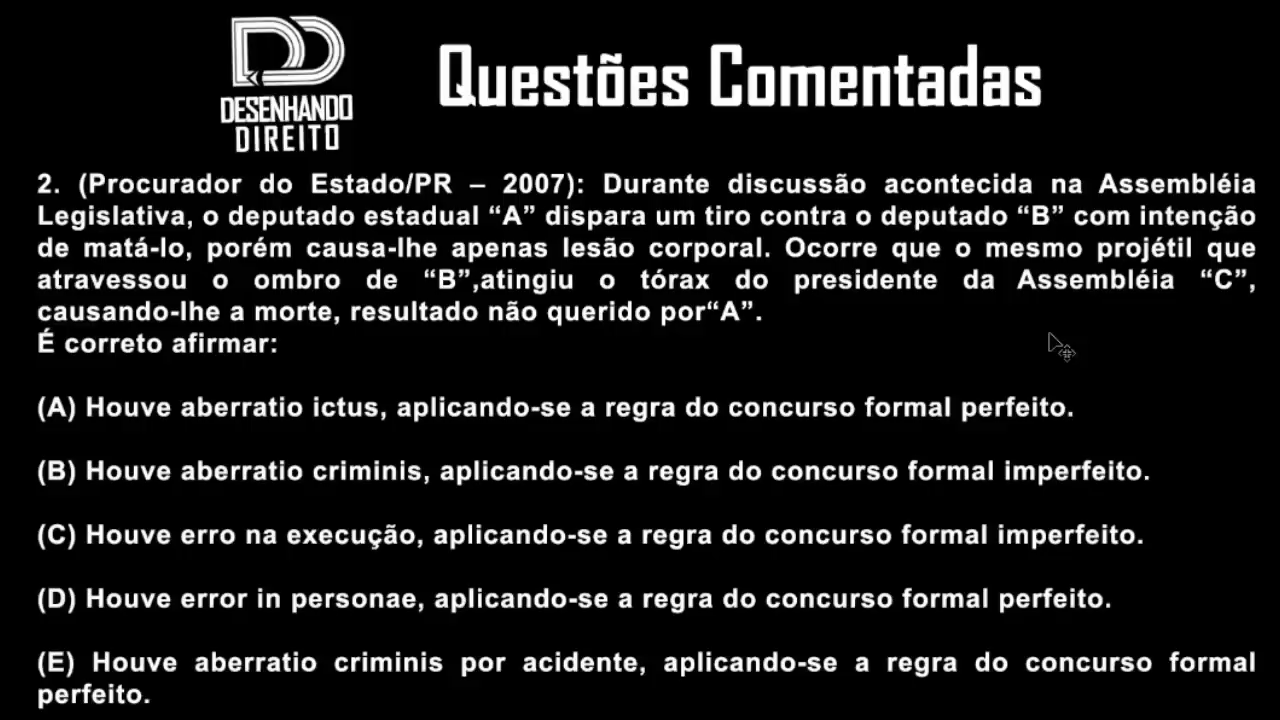 DESENHANDO
DIREITO
Questões Comentadas
2. (Procurador do Estado/PR – 2007): Durante discussão acontecida na Assembléia
Legislativa, o deputado estadual “A” dispara um tiro contra o deputado “B” com intenção
de matá-lo, porém causa-lhe apenas lesão corporal. Ocorre que o mesmo projétil que
atravessou o ombro de “B”,atingiu o tórax do presidente da Assembléia “C”,
causando-lhe a morte, resultado não querido por“A”.
É correto afirmar:
(A) Houve aberratio ictus, aplicando-se a regra do concurso formal perfeito.
(B) Houve aberratio criminis, aplicando-se a regra do concurso formal imperfeito.
(C) Houve erro na execução, aplicando-se a regra do concurso formal imperfeito.
(D) Houve error in personae, aplicando-se a regra do concurso formal perfeito.
(E) Houve aberratio criminis por acidente, aplicando-se a regra do concurso formal
perfeito.